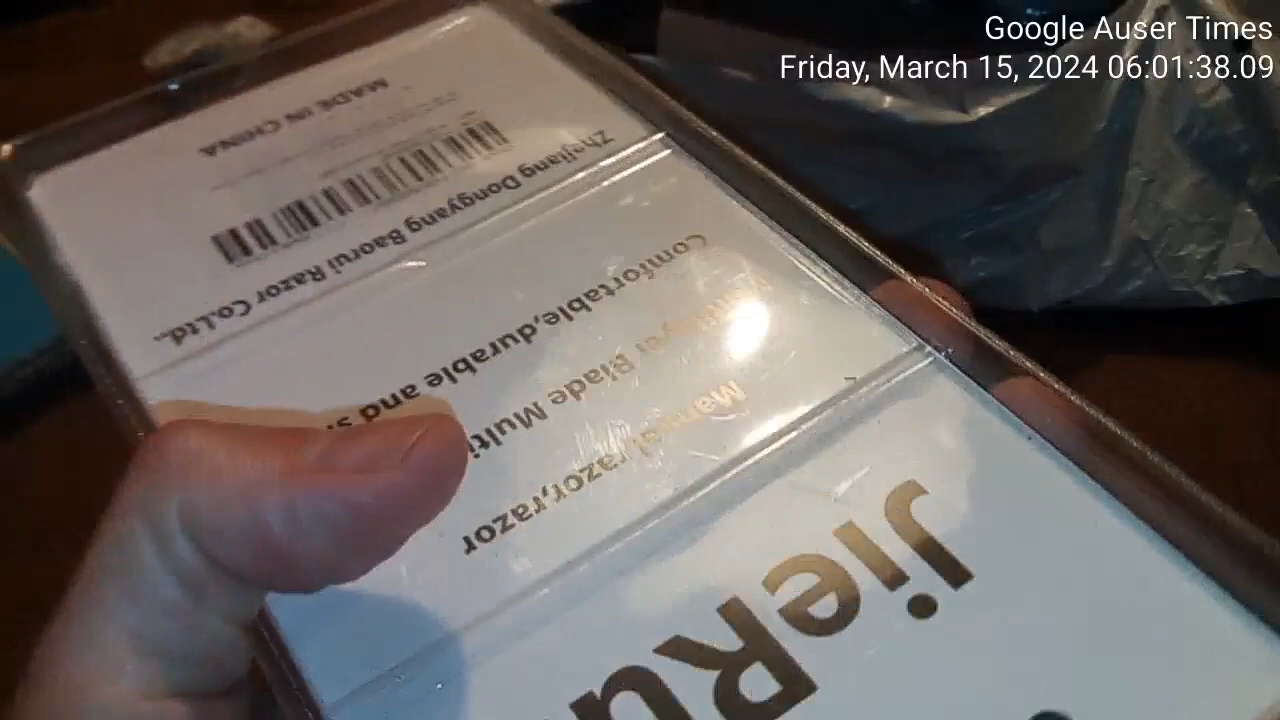 Google Auser Times
Friday, March 15, 2024 06:01:38.09
JieRu
Manual razor,razor
Blade Multi
Comfortable,durable and
Zhejiang Dongyang Baorui Razor Co.Ltd.,
MADE IN CHINA